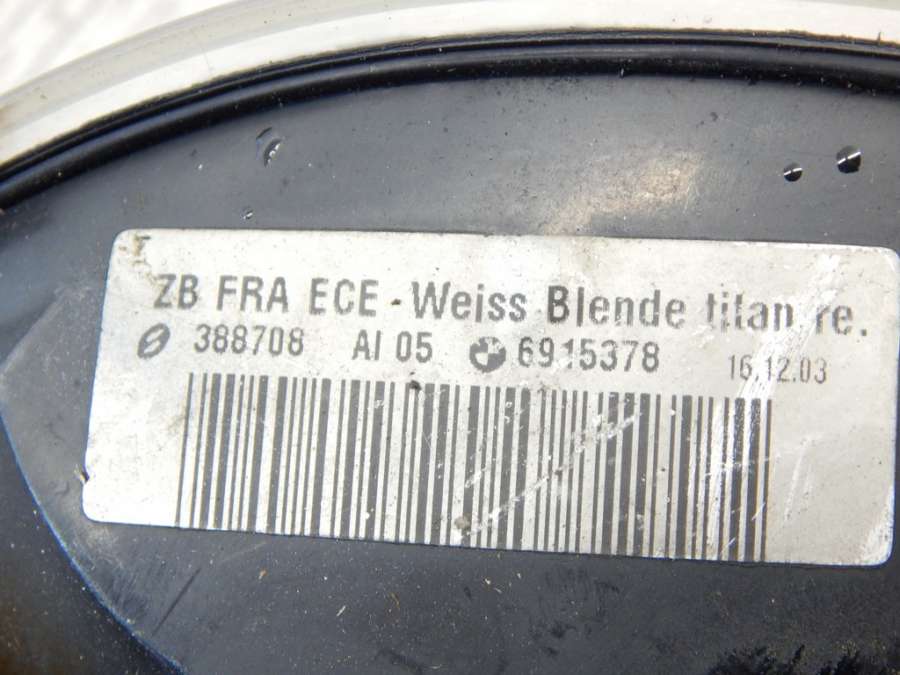 ZB FRA ECE - Weiss Blende titan re.
388708 AI 05 6915378 16.12.03